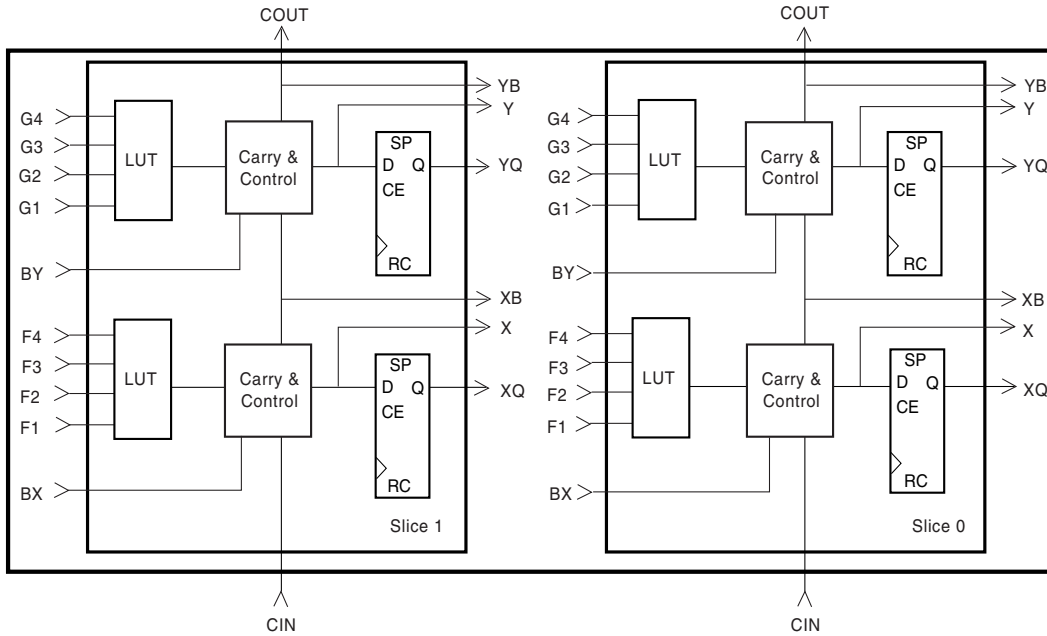 COUT
COUT
YB
Y
G4
G3
G2
G1
LUT
Carry &
Control
SP
D Q
CE
RC
YQ
BY
XB
X
F4
F3
F2
F1
LUT
Carry &
Control
SP
D Q
CE
RC
XQ
BX
Slice 1
CIN
YB
Y
G4
G3
G2
G1
LUT
Carry &
Control
SP
D Q
CE
RC
YQ
BY
XB
X
F4
F3
F2
F1
LUT
Carry &
Control
SP
D Q
CE
RC
XQ
BX
Slice 0
CIN